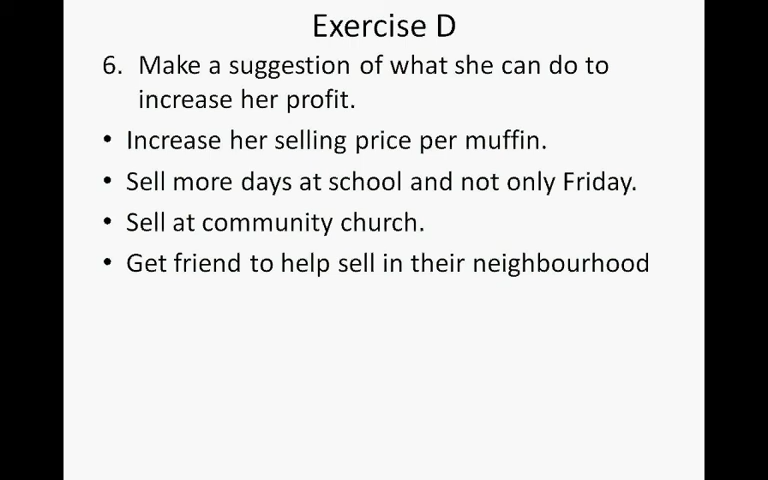 Exercise D
6. Make a suggestion of what she can do to
increase her profit.
• Increase her selling price per muffin.
• Sell more days at school and not only Friday.
• Sell at community church.
• Get friend to help sell in their neighbourhood